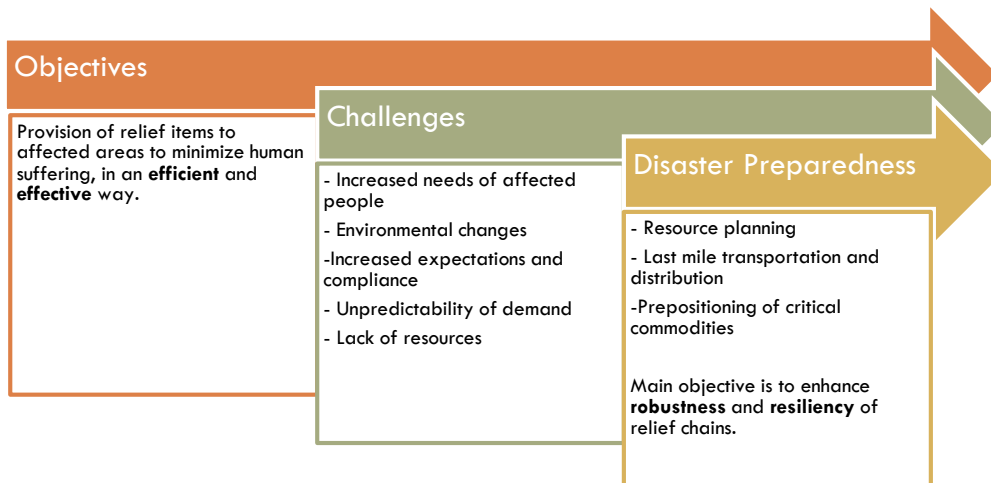 Objectives
Provision of relief items to
affected areas to minimize human
suffering, in an efficient and
effective way.
Challenges
- Increased needs of affected
people
- Environmental changes
-Increased expectations and
compliance
- Unpredictability of demand
- Lack of resources
Disaster Preparedness
- Resource planning
- Last mile transportation and
distribution
-Prepositioning of critical
commodities
Main objective is to enhance
robustness and resiliency of
relief chains.